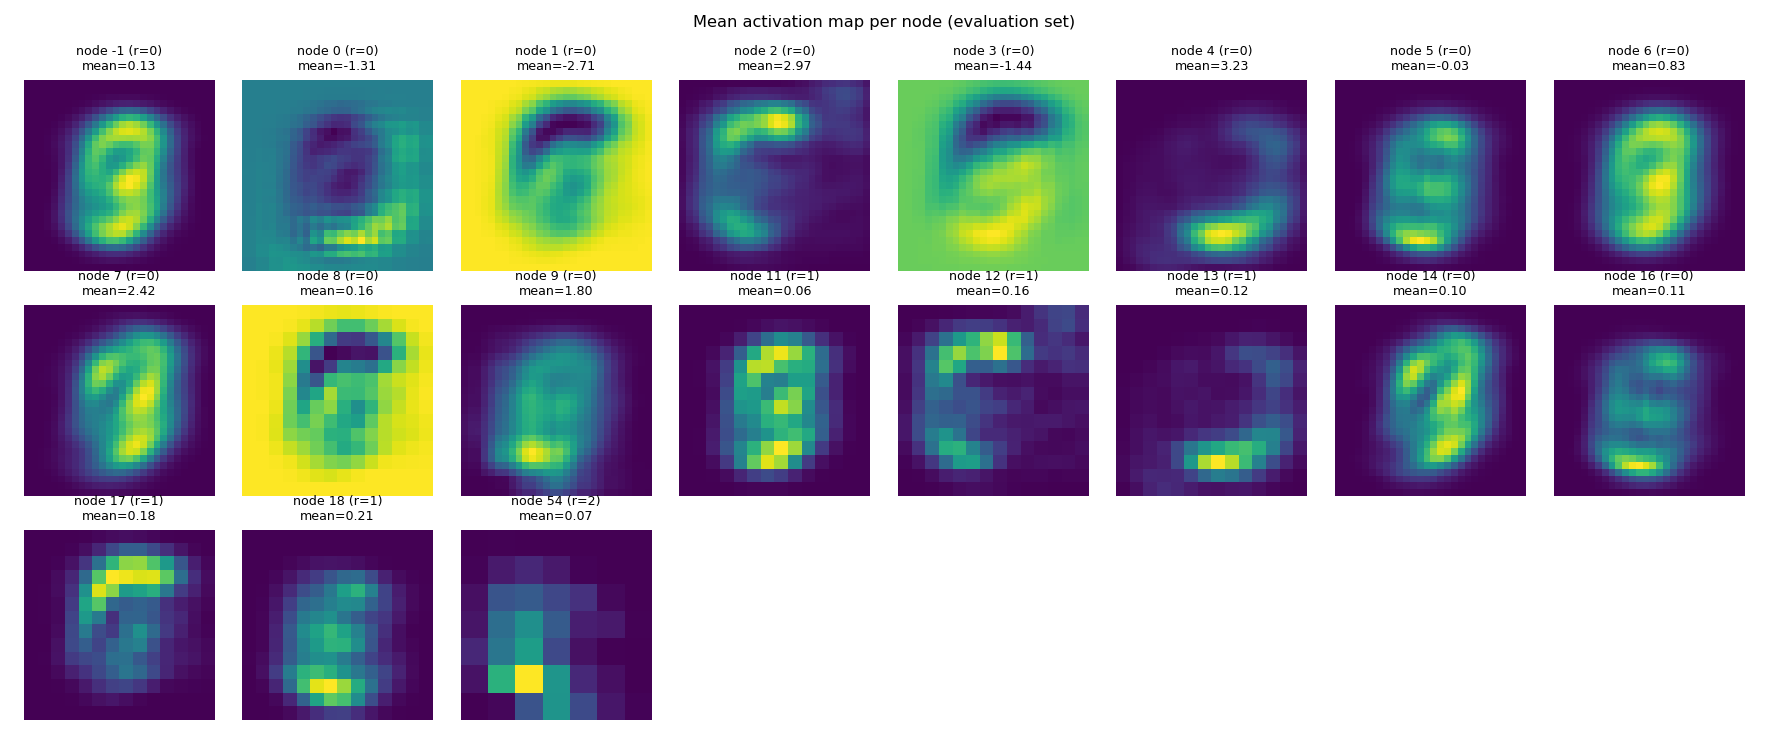 Mean activation map per node (evaluation set)
node -1 (r=0)
mean=0.13
node 0 (r=0)
mean=-1.31
node 1 (r=0)
mean=-2.71
node 2 (r=0)
mean=2.97
node 3 (r=0)
mean=-1.44
node 4 (r=0)
mean=3.23
node 5 (r=0)
mean=-0.03
node 6 (r=0)
mean=0.83
node 7 (r=0)
mean=2.42
node 8 (r=0)
mean=0.16
node 9 (r=0)
mean=1.80
node 11 (r=1)
mean=0.06
node 12 (r=1)
mean=0.16
node 13 (r=1)
mean=0.12
node 14 (r=0)
mean=0.10
node 16 (r=0)
mean=0.11
node 17 (r=1)
mean=0.18
node 18 (r=1)
mean=0.21
node 54 (r=2)
mean=0.07